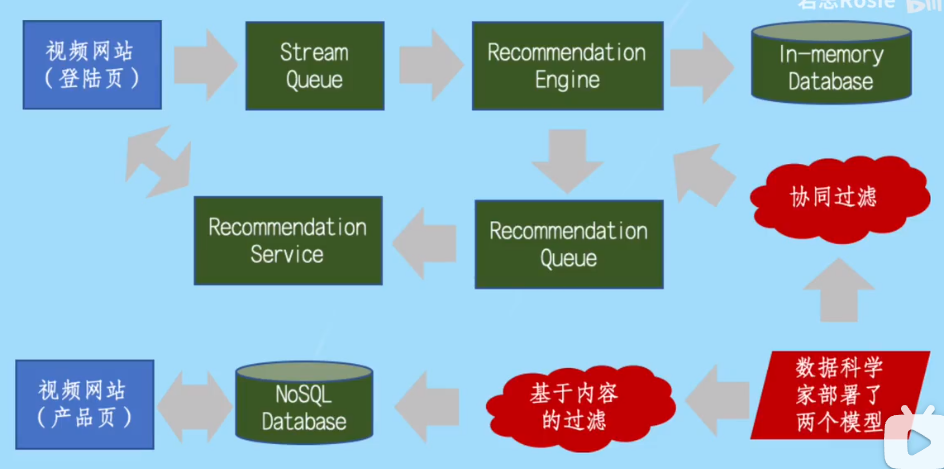 视频网站
（登陆页）
Stream
Queue
Recommendation
Engine
In-memory
Database
协同过滤
Recommendation
Service
Recommendation
Queue
视频网站
（产品页）
NoSQL
Database
基于内容
的过滤
数据科学
家部署了
两个模型